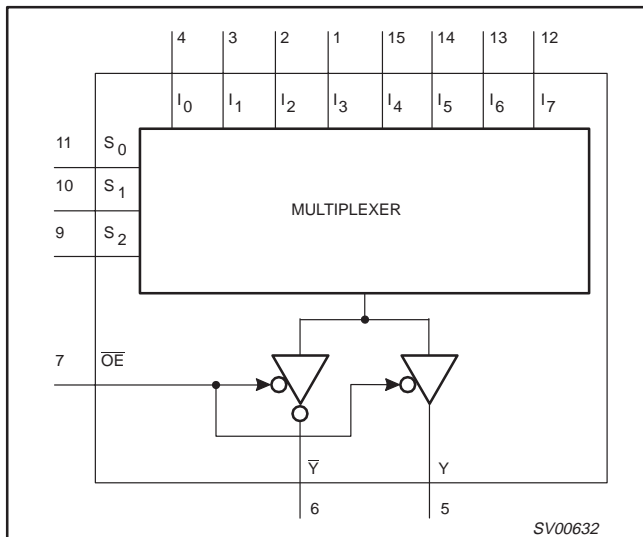 4 3 2 1 15 14 13 12
I0 I1 I2 I3 I4 I5 I6 I7
11 S0
10 S1
MULTIPLEXER
9 S2
7 O̅E̅
Y̅ Y
6 5
SV00632